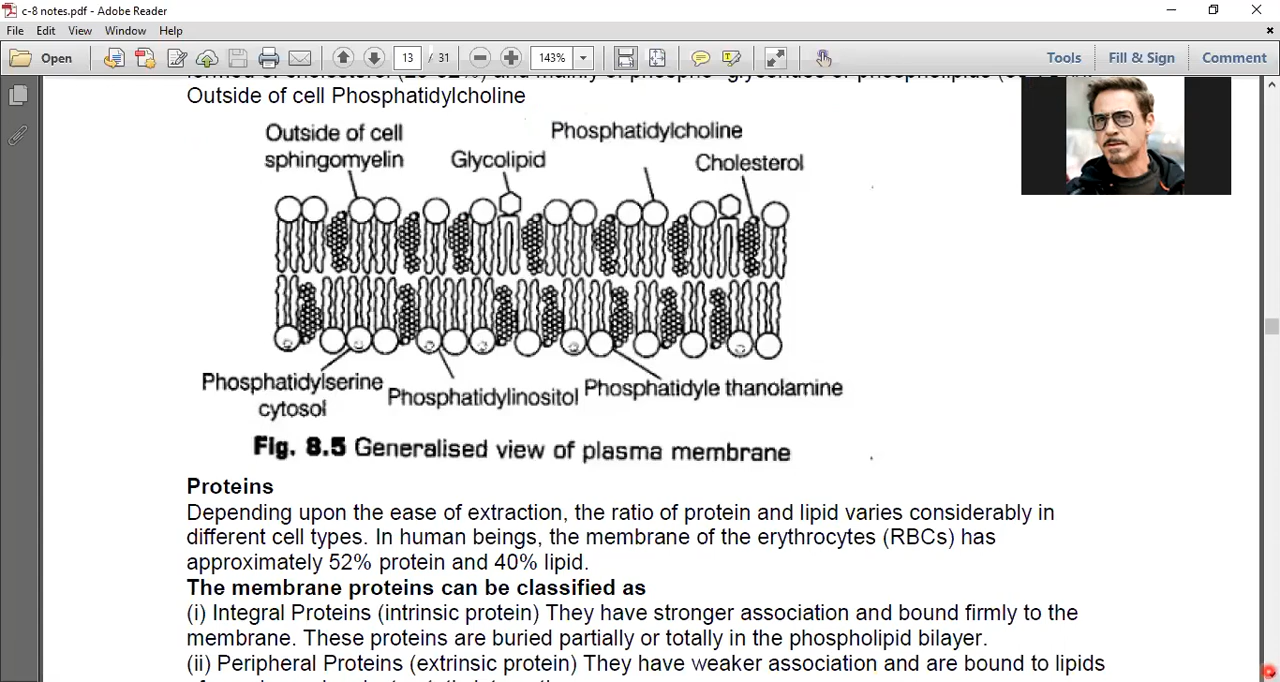 c-8 notes.pdf - Adobe Reader
File Edit View Window Help
Open 13 / 31 143% Tools Fill & Sign Comment
Outside of cell Phosphatidylcholine
Outside of cell
sphingomyelin
Glycolipid
Phosphatidylcholine
Cholesterol
Phosphatidylserine
cytosol
Phosphatidylinositol
Phosphatidyle thanolamine
Fig. 8.5 Generalised view of plasma membrane
Proteins
Depending upon the ease of extraction, the ratio of protein and lipid varies considerably in
different cell types. In human beings, the membrane of the erythrocytes (RBCs) has
approximately 52% protein and 40% lipid.
The membrane proteins can be classified as
(i) Integral Proteins (intrinsic protein) They have stronger association and bound firmly to the
membrane. These proteins are buried partially or totally in the phospholipid bilayer.
(ii) Peripheral Proteins (extrinsic protein) They have weaker association and are bound to lipids